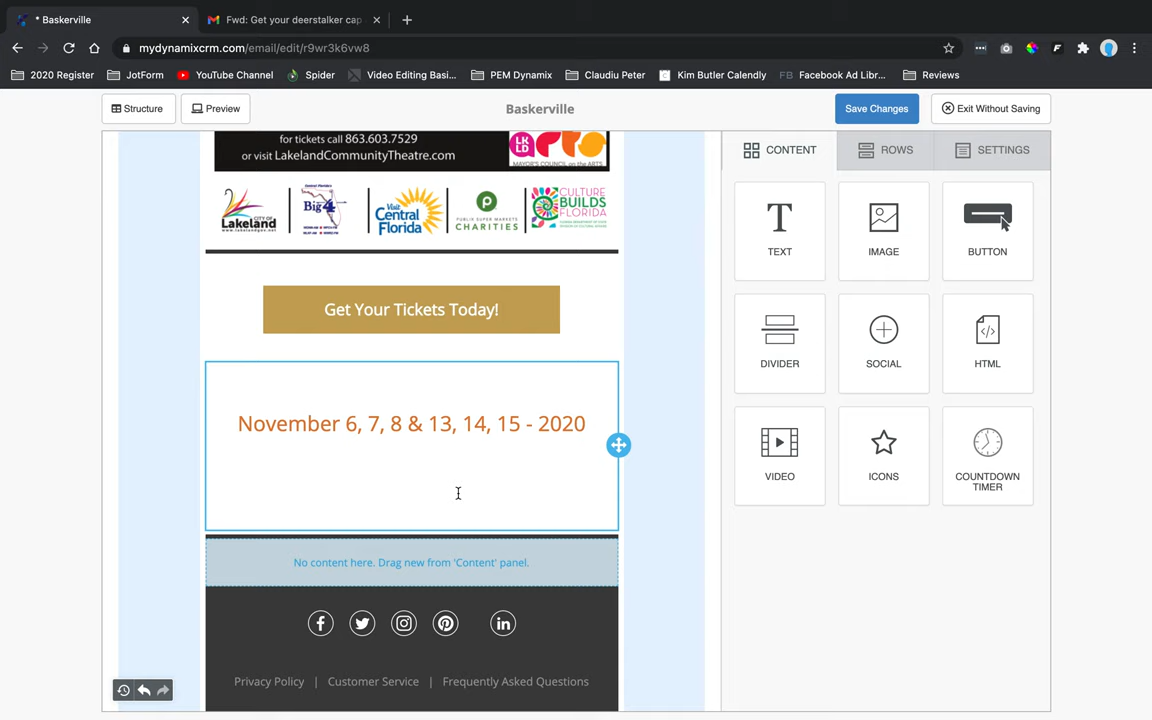 * Baskerville
Fwd: Get your deerstalker cap
mydynamixcrm.com/email/edit/r9wr3k6vw8
2020 Register
JotForm
YouTube Channel
Spider
Video Editing Basi...
PEM Dynamix
Claudiu Peter
Kim Butler Calendly
FB Facebook Ad Librar...
Reviews
Structure
Preview
Baskerville
Save Changes
Exit Without Saving
for tickets call 863.603.7529
or visit LakelandCommunityTheatre.com
LKLD
MAYOR'S COUNCIL on the ARTS
CITY OF
Lakeland
Big 4
Visit
Central
Florida
PUBLIX SUPER MARKETS
CHARITIES
CULTURE
BUILDS
FLORIDA
Get Your Tickets Today!
November 6, 7, 8 & 13, 14, 15 - 2020
No content here. Drag new from 'Content' panel.
Privacy Policy | Customer Service | Frequently Asked Questions
CONTENT
ROWS
SETTINGS
TEXT
IMAGE
BUTTON
DIVIDER
SOCIAL
HTML
VIDEO
ICONS
COUNTDOWN
TIMER